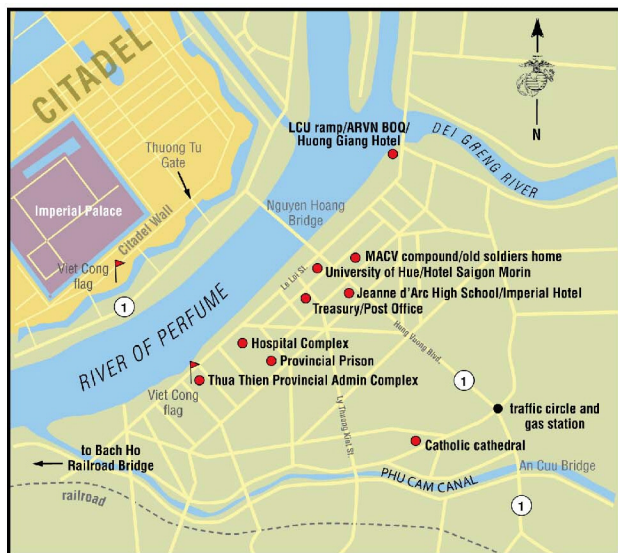 CITADEL
N
LCU ramp/ARVN BOQ/
Huong Giang Hotel
DEI GRENG RIVER
Thuong Tu
Gate
Nguyen Hoang
Bridge
Imperial Palace
Citadel Wall
Viet Cong
flag
1
MACV compound/old soldiers home
University of Hue/Hotel Saigon Morin
Le Loi St.
Jeanne d'Arc High School/Imperial Hotel
Treasury/Post Office
RIVER OF PERFUME
Hung Vuong Blvd.
Hospital Complex
Provincial Prison
1
Thua Thien Provincial Admin Complex
Viet Cong
flag
Ly Thuong Kiet St.
traffic circle and
gas station
Catholic cathedral
to Bach Ho
Railroad Bridge
An Cuu Bridge
PHU CAM CANAL
railroad
1